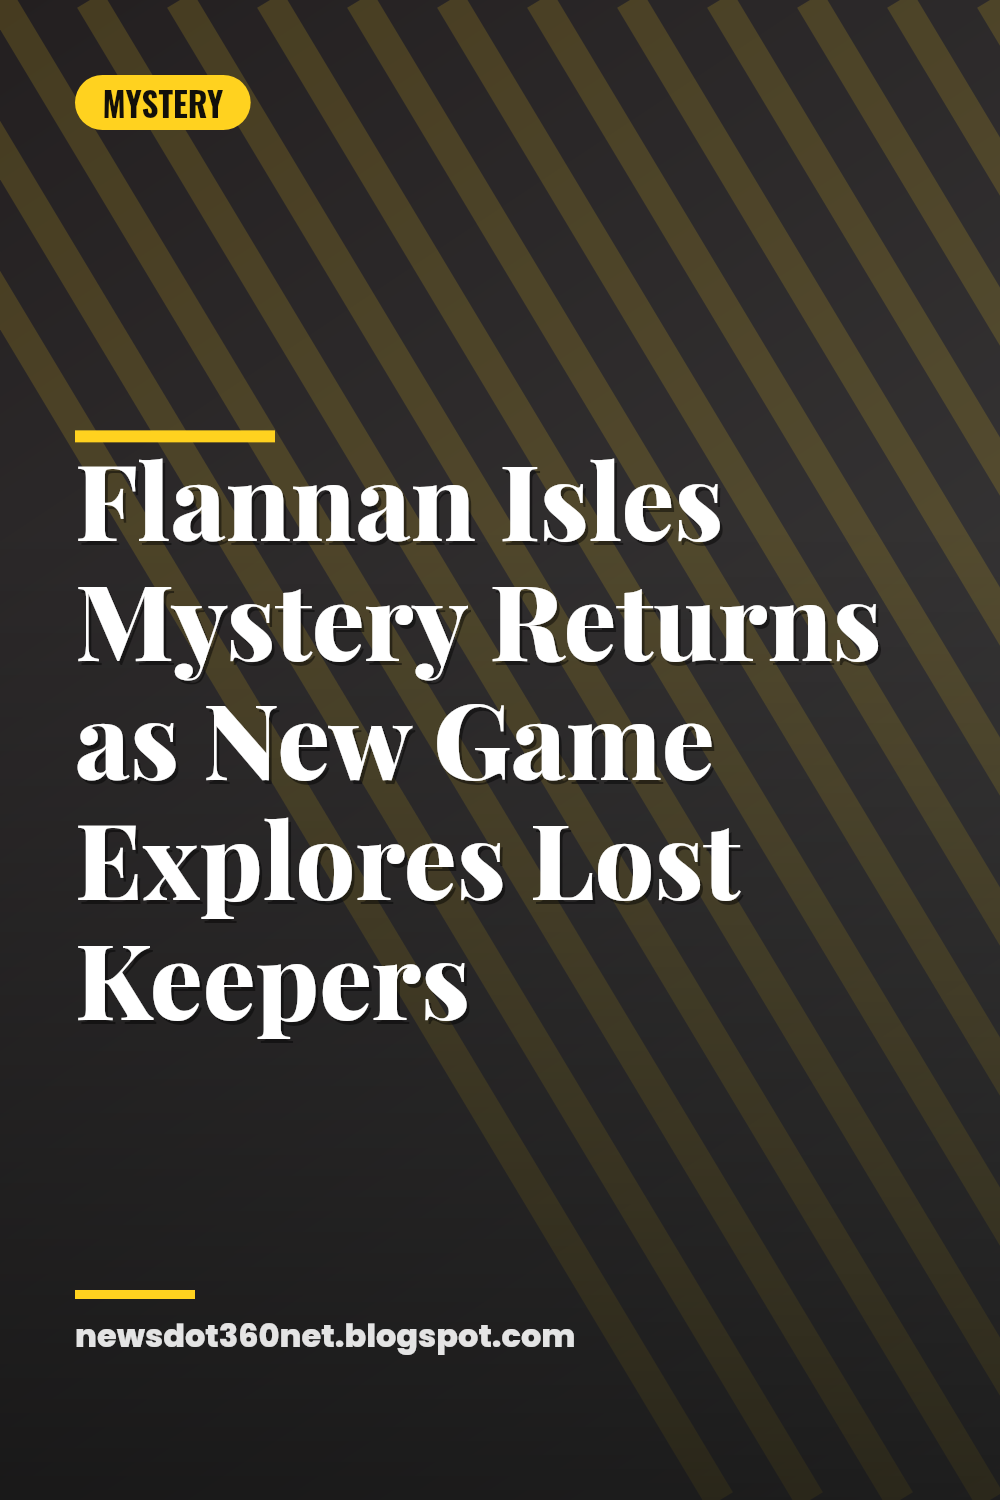 MYSTERY
Flannan Isles
Mystery Returns
as New Game
Explores Lost
Keepers
newsdot360net.blogspot.com